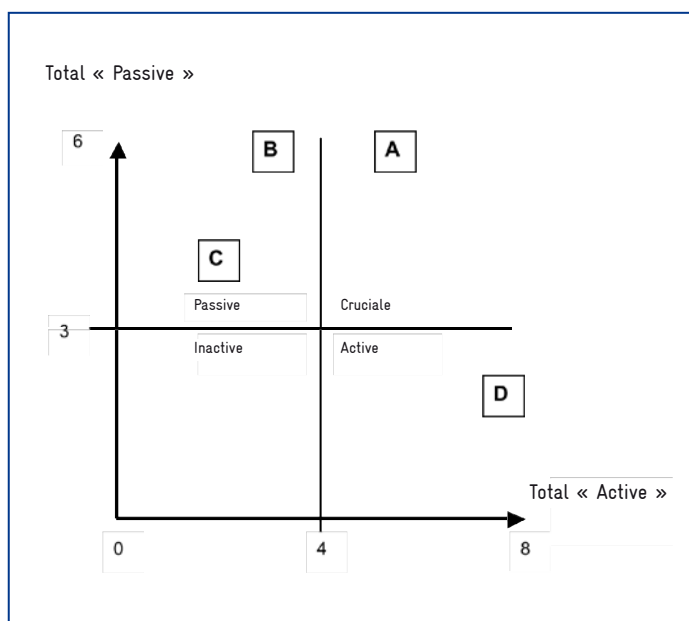 Total « Passive »
6
B
A
C
Passive
Cruciale
3
Inactive
Active
D
Total « Active »
0
4
8